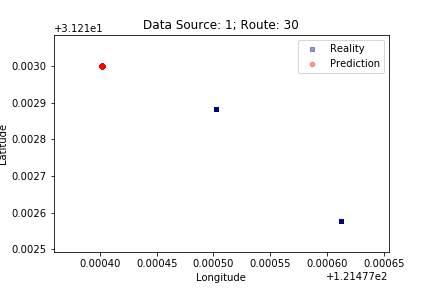 Data Source: 1; Route: 30
+3.121e1
Reality
Prediction
0.0030
0.0029
0.0028
0.0027
0.0026
0.0025
Latitude
0.00040 0.00045 0.00050 0.00055 0.00060 0.00065
Longitude
+1.21477e2